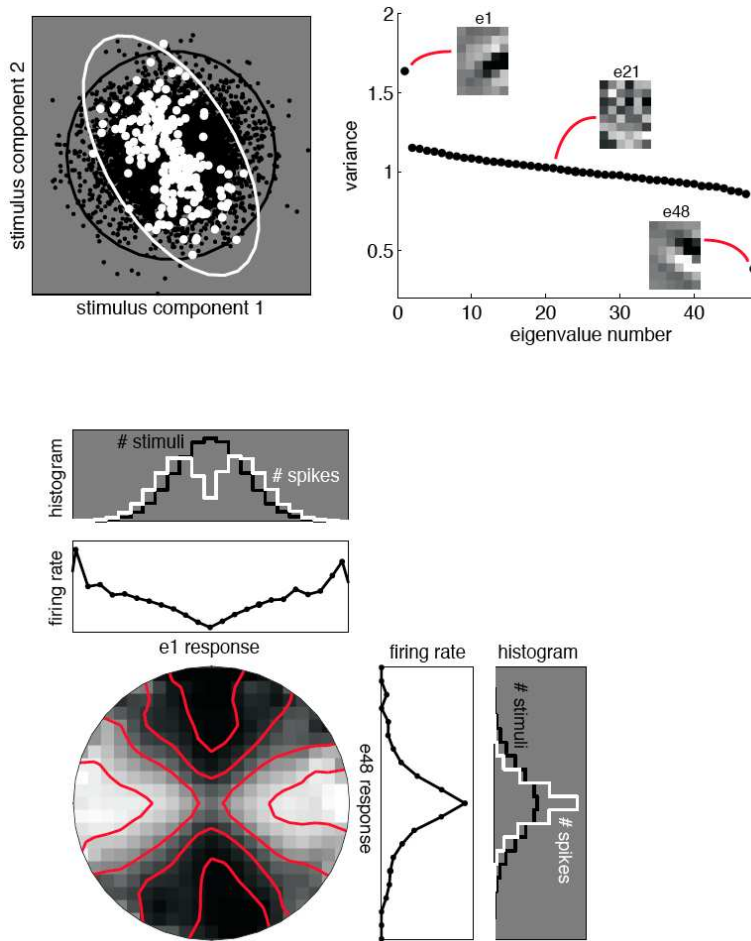 stimulus component 2
stimulus component 1
variance
2
1.5
1
0.5
e1
e21
e48
0
10
20
30
40
eigenvalue number
histogram
# stimuli
# spikes
firing rate
e1 response
firing rate
histogram
e48 response
# stimuli
# spikes